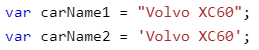 var carName1 = "Volvo XC60";
var carName2 = 'Volvo XC60';